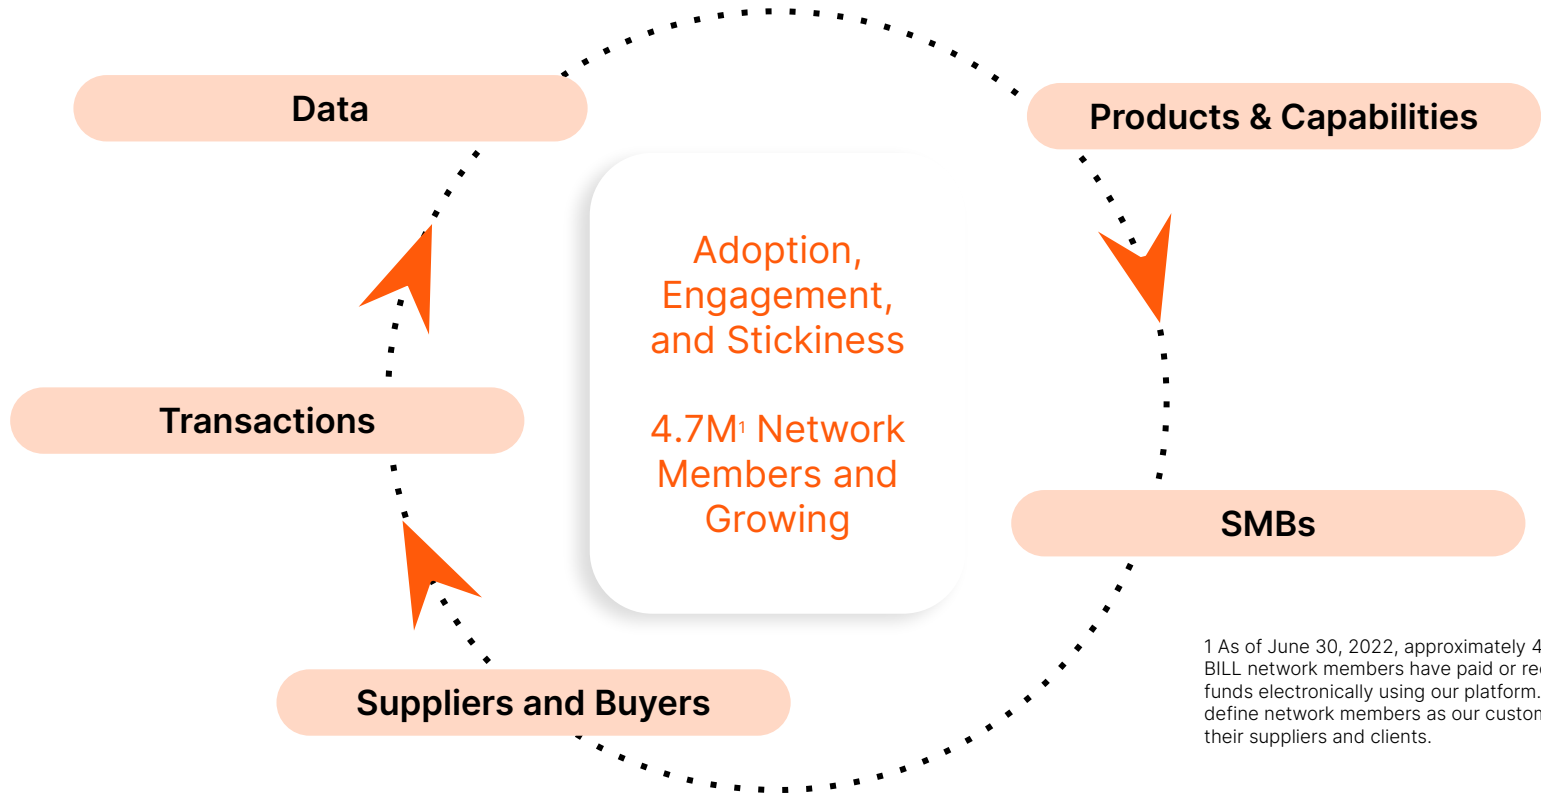 Data
Products & Capabilities
Adoption,
Engagement,
and Stickiness
4.7M¹ Network
Members and
Growing
Transactions
SMBs
Suppliers and Buyers
1 As of June 30, 2022, approximately 4
BILL network members have paid or
funds electronically using our platform.
define network members as our
their suppliers and clients.